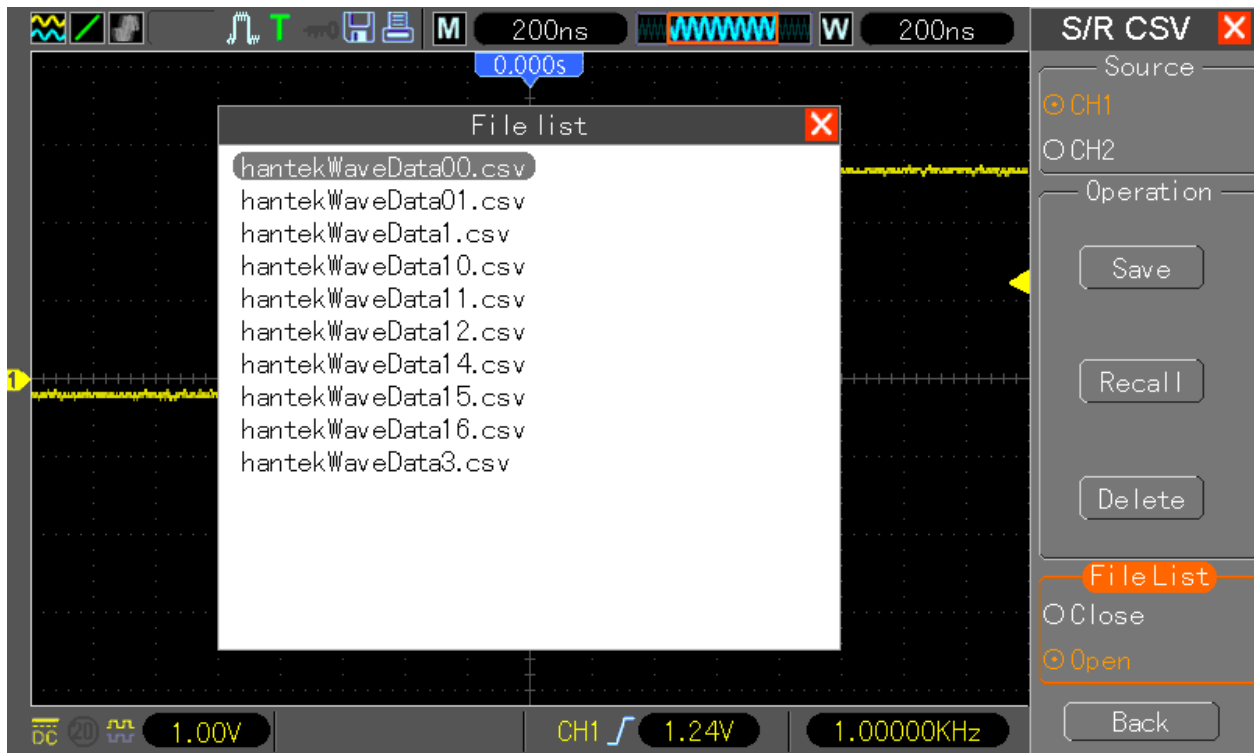 T M 200ns W 200ns S/R CSV
0.000s
Source
CH1
CH2
File list
hantekWaveData00.csv
hantekWaveData01.csv
hantekWaveData1.csv
hantekWaveData10.csv
hantekWaveData11.csv
hantekWaveData12.csv
hantekWaveData14.csv
hantekWaveData15.csv
hantekWaveData16.csv
hantekWaveData3.csv
1
Operation
Save
Recall
Delete
File List
Close
Open
Back
DC 20 1.00V CH1 1.24V 1.00000KHz